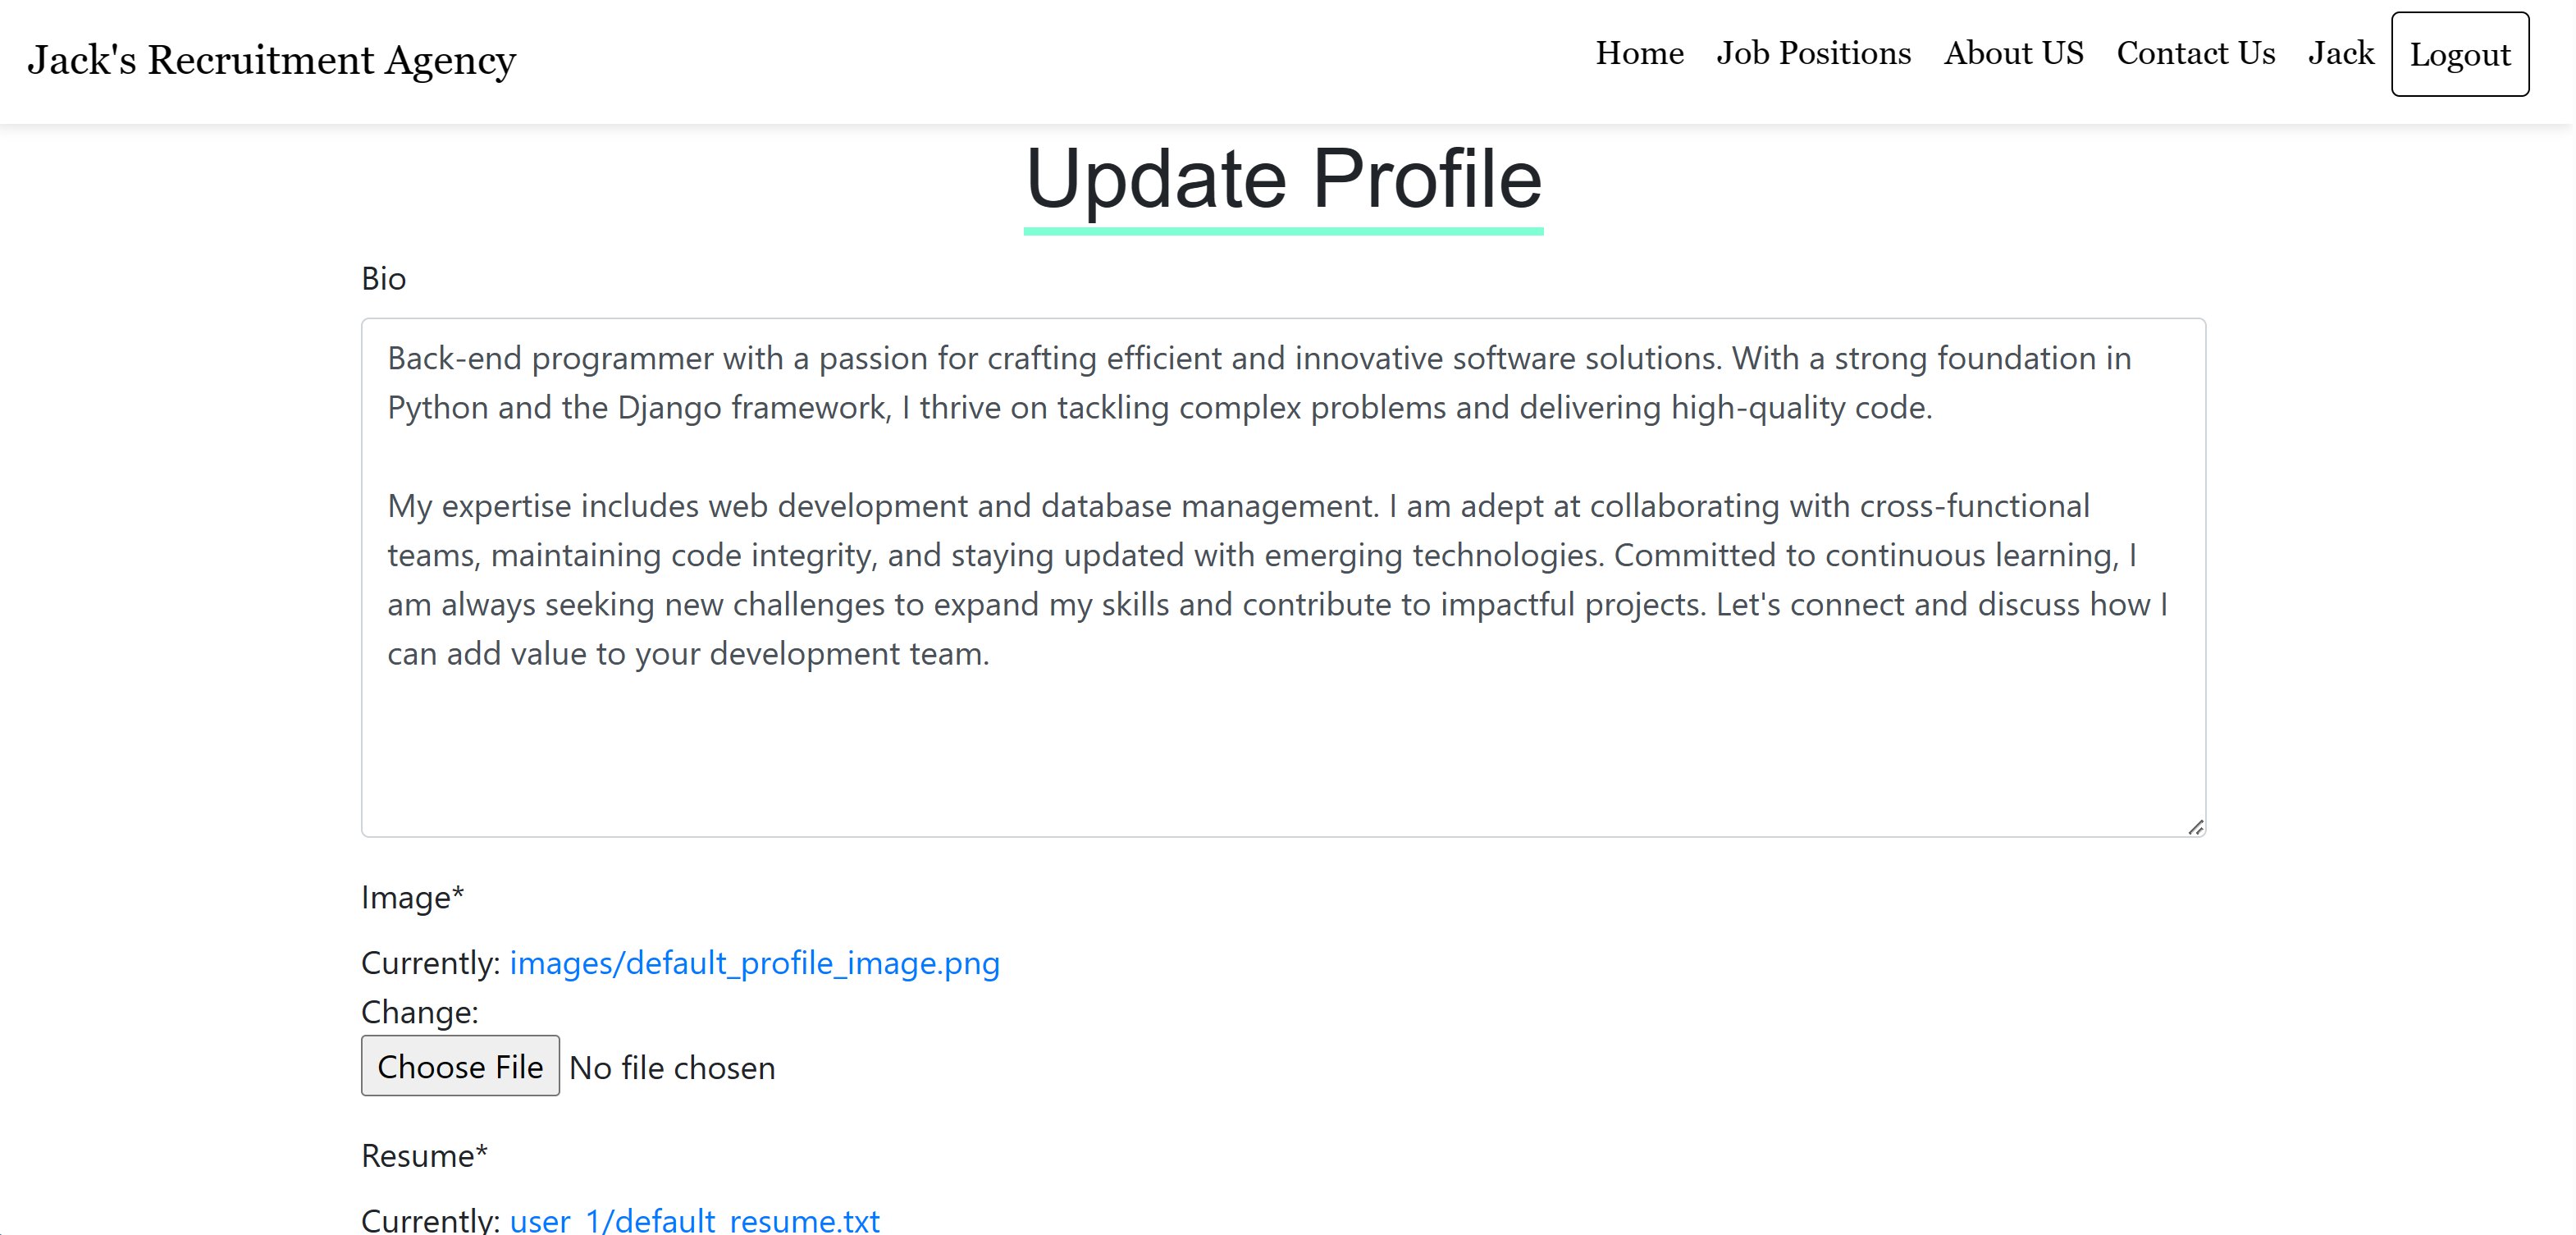 Jack's Recruitment Agency
Home Job Positions About US Contact Us Jack Logout
Update Profile
Bio
Back-end programmer with a passion for crafting efficient and innovative software solutions. With a strong foundation in
Python and the Django framework, I thrive on tackling complex problems and delivering high-quality code.
My expertise includes web development and database management. I am adept at collaborating with cross-functional
teams, maintaining code integrity, and staying updated with emerging technologies. Committed to continuous learning, I
am always seeking new challenges to expand my skills and contribute to impactful projects. Let's connect and discuss how I
can add value to your development team.
Image*
Currently: images/default_profile_image.png
Change:
Choose File No file chosen
Resume*
Currently: user_1/default_resume.txt